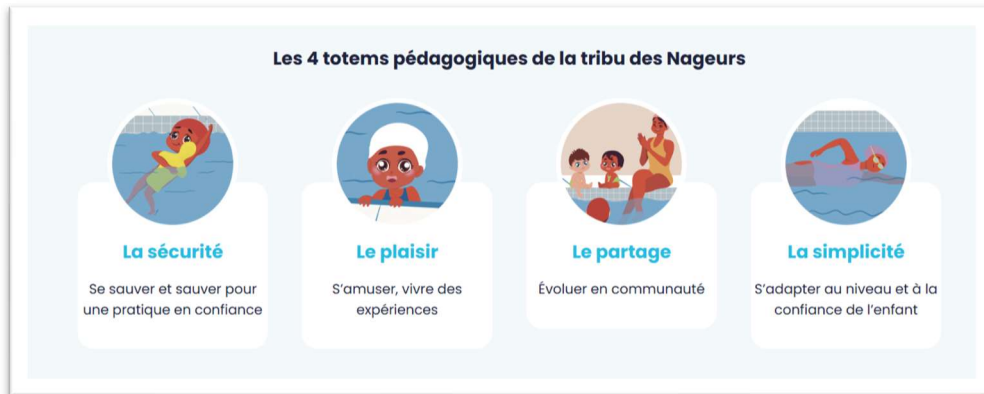 Les 4 totems pédagogiques de la tribu des Nageurs
La sécurité
Se sauver et sauver pour
une pratique en confiance
Le plaisir
S'amuser, vivre des
expériences
Le partage
Évoluer en communauté
La simplicité
S'adapter au niveau et à la
confiance de l'enfant